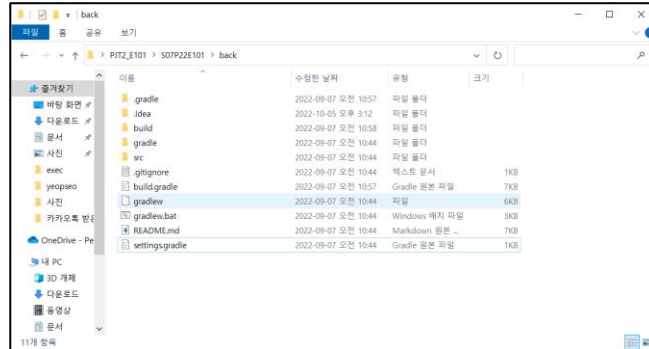 back
파일 홈 공유 보기
PJT2_E101 > S07P22E101 > back
이름 수정한 날짜 유형 크기
즐겨찾기
바탕 화면
다운로드
문서
사진
exec
yeopseo
사진
카카오톡 받은
OneDrive - Pe
내 PC
3D 개체
다운로드
동영상
문서
.gradle 2022-09-07 오전 10:57 파일 폴더
.idea 2022-10-05 오후 3:12 파일 폴더
build 2022-09-07 오전 10:58 파일 폴더
gradle 2022-09-07 오전 10:44 파일 폴더
src 2022-09-07 오전 10:44 파일 폴더
.gitignore 2022-09-07 오전 10:44 텍스트 문서 1KB
build.gradle 2022-09-07 오전 10:57 Gradle 원본 파일 7KB
gradlew 2022-09-07 오전 10:44 파일 6KB
gradlew.bat 2022-09-07 오전 10:44 Windows 배치 파일 3KB
README.md 2022-09-07 오전 10:44 Markdown 원본 ... 7KB
settings.gradle 2022-09-07 오전 10:44 Gradle 원본 파일 1KB
11개 항목